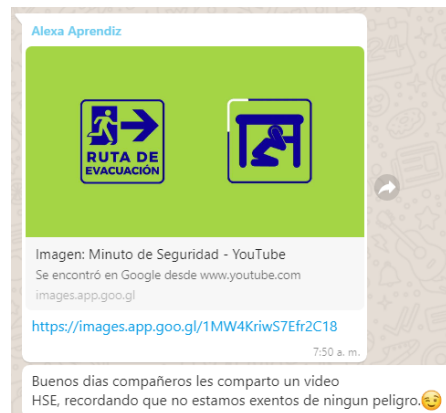 Alexa Aprendiz
RUTA DE
EVACUACIÓN
Imagen: Minuto de Seguridad - YouTube
Se encontró en Google desde www.youtube.com
images.app.goo.gl
https://images.app.goo.gl/1MW4KriwS7Efr2C18
7:50 a. m.
Buenos dias compañeros les comparto un video
HSE, recordando que no estamos exentos de ningun peligro.😉